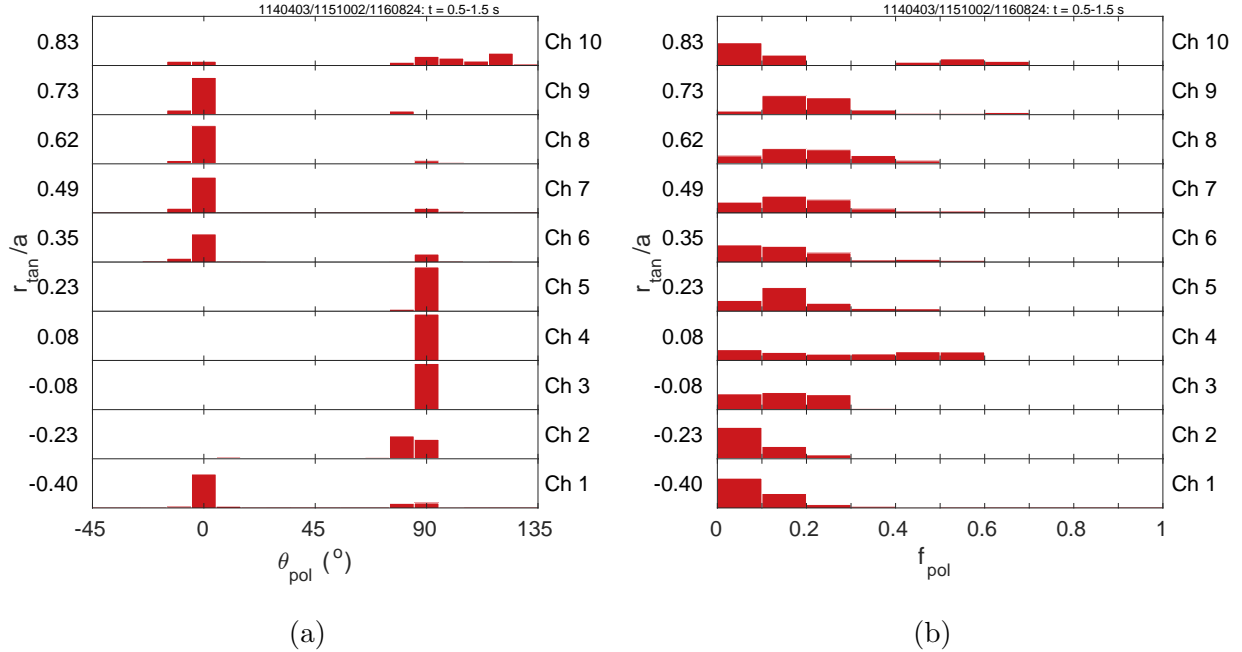 1140403/1151002/1160824: t = 0.5-1.5 s
0.83 Ch 10
0.73 Ch 9
0.62 Ch 8
0.49 Ch 7
0.35 Ch 6
0.23 Ch 5
0.08 Ch 4
-0.08 Ch 3
-0.23 Ch 2
-0.40 Ch 1
r_tan/a
-45 0 45 90 135
θ_pol (°)
(a)
1140403/1151002/1160824: t = 0.5-1.5 s
0.83 Ch 10
0.73 Ch 9
0.62 Ch 8
0.49 Ch 7
0.35 Ch 6
0.23 Ch 5
0.08 Ch 4
-0.08 Ch 3
-0.23 Ch 2
-0.40 Ch 1
r_tan/a
0 0.2 0.4 0.6 0.8 1
f_pol
(b)